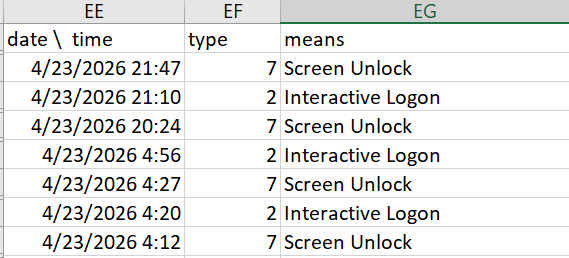 EE EF EG
date \  time type means
4/23/2026 21:47 7 Screen Unlock
4/23/2026 21:10 2 Interactive Logon
4/23/2026 20:24 7 Screen Unlock
4/23/2026 4:56 2 Interactive Logon
4/23/2026 4:27 7 Screen Unlock
4/23/2026 4:20 2 Interactive Logon
4/23/2026 4:12 7 Screen Unlock